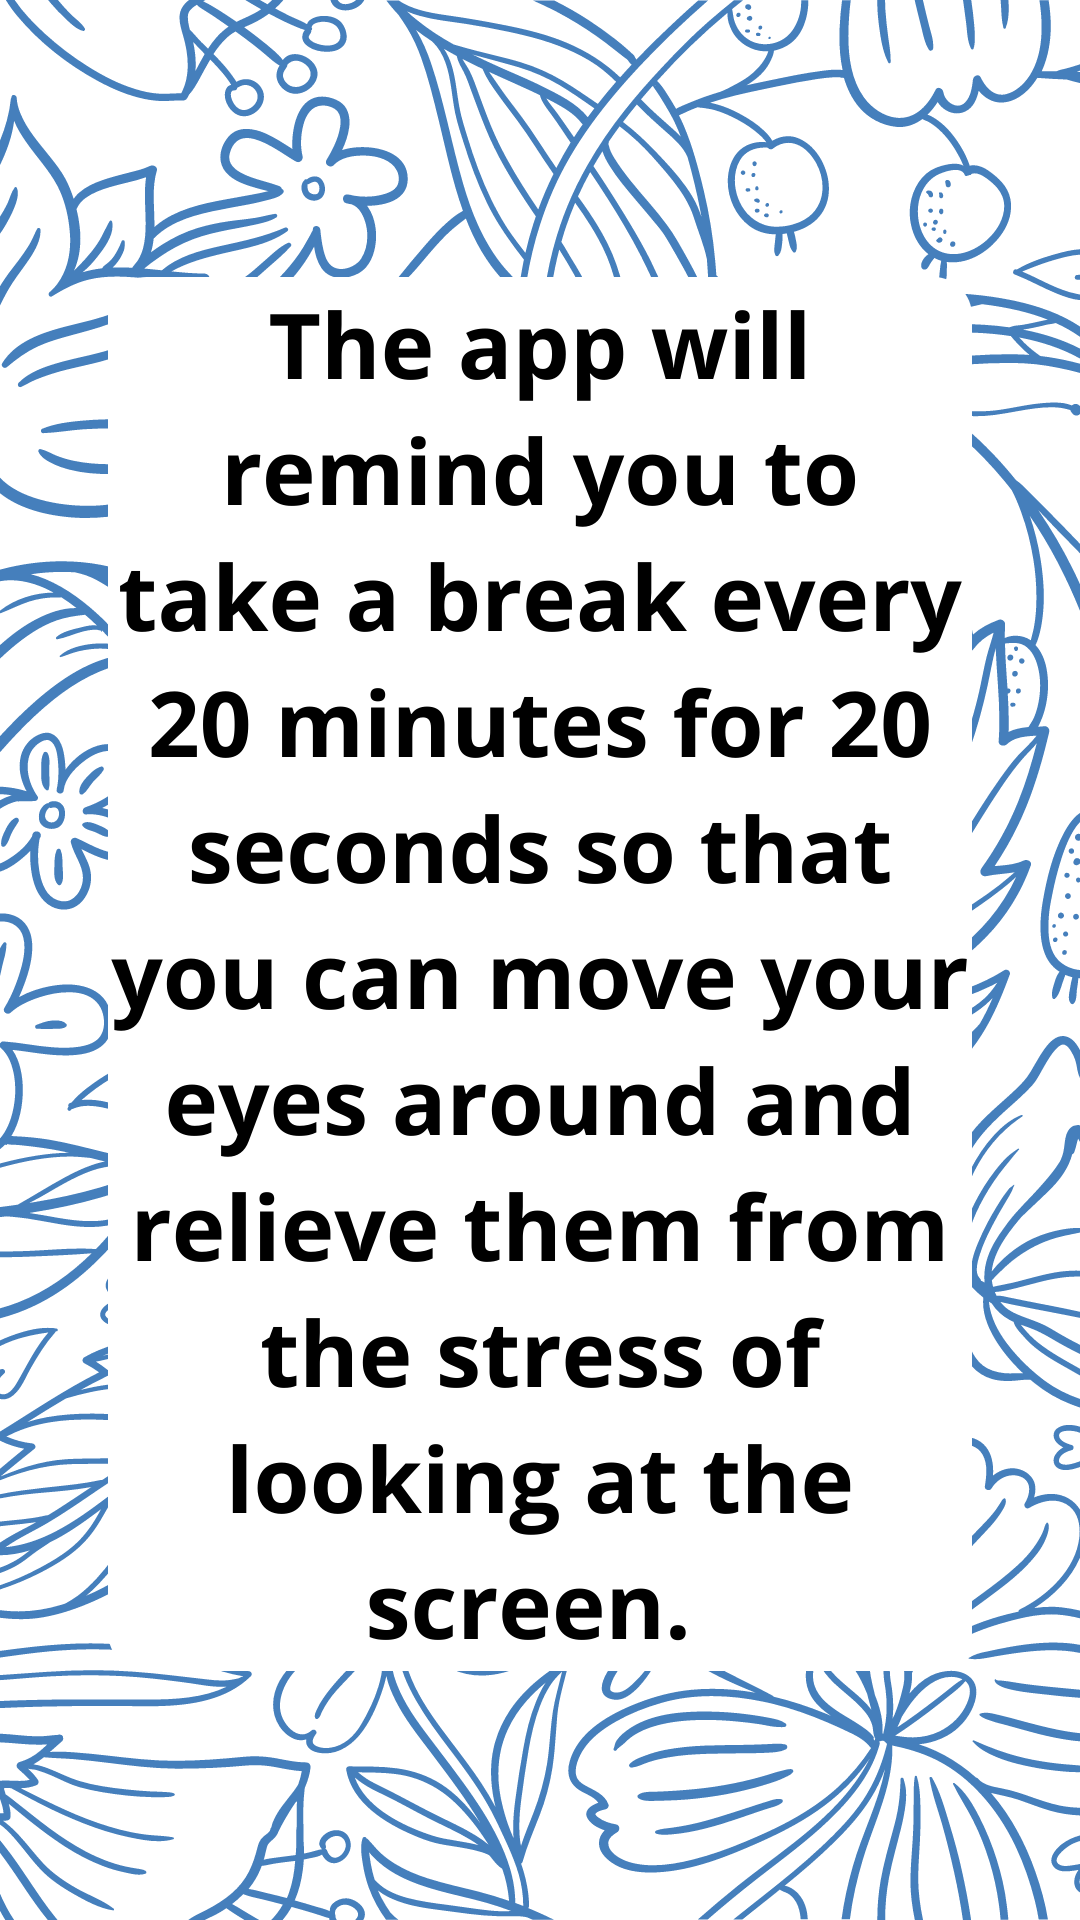 The app will
remind you to
take a break every
20 minutes for 20
seconds so that
you can move your
eyes around and
relieve them from
the stress of
looking at the
screen.